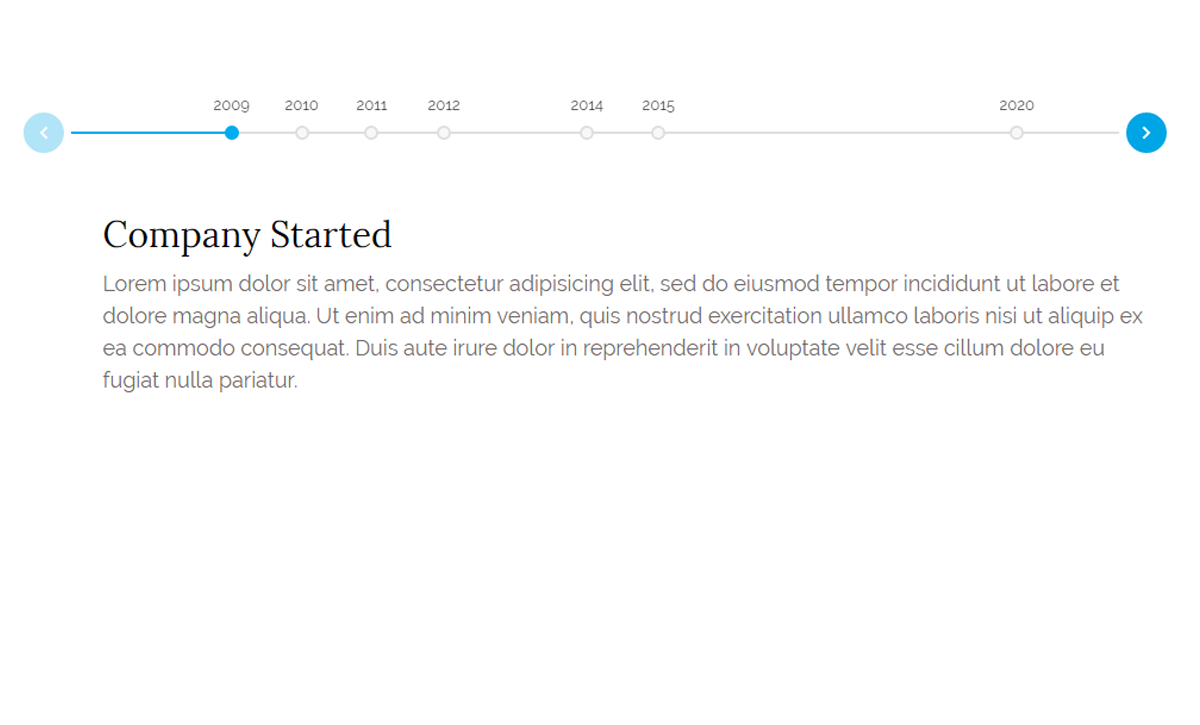 2009 2010 2011 2012 2014 2015 2020
Company Started
Lorem ipsum dolor sit amet, consectetur adipisicing elit, sed do eiusmod tempor incididunt ut labore et
dolore magna aliqua. Ut enim ad minim veniam, quis nostrud exercitation ullamco laboris nisi ut aliquip ex
ea commodo consequat. Duis aute irure dolor in reprehenderit in voluptate velit esse cillum dolore eu
fugiat nulla pariatur.